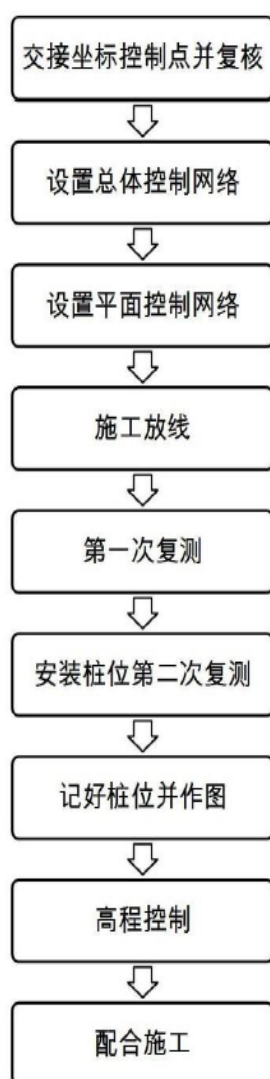 交接坐标控制点并复核
设置总体控制网络
设置平面控制网络
施工放线
第一次复测
安装桩位第二次复测
记好桩位并作图
高程控制
配合施工